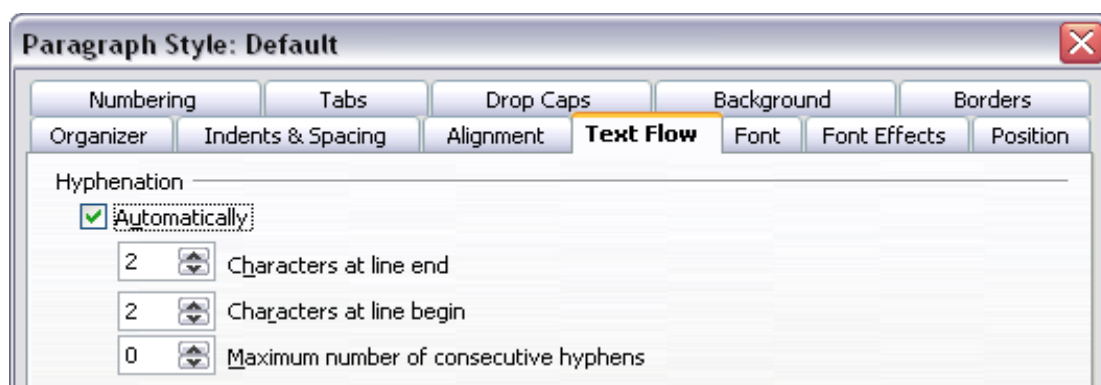 Paragraph Style: Default
Numbering Tabs Drop Caps Background Borders
Organizer Indents & Spacing Alignment Text Flow Font Font Effects Position
Hyphenation
Automatically
2 Characters at line end
2 Characters at line begin
0 Maximum number of consecutive hyphens